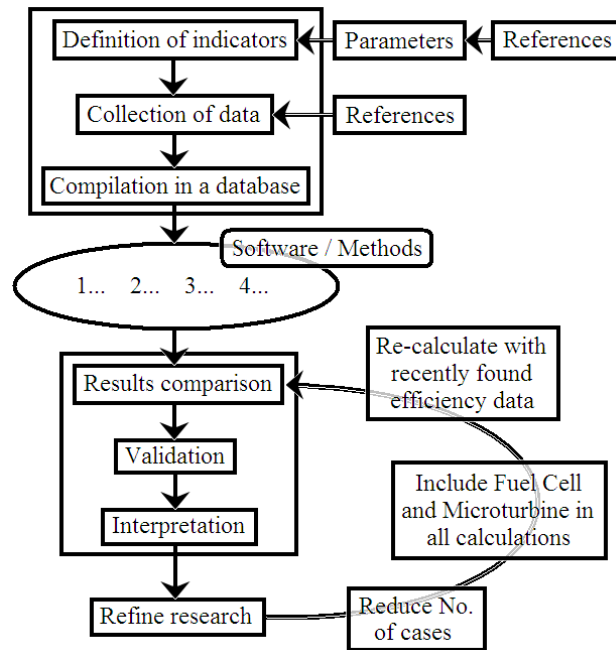 Definition of indicators
Parameters
References
Collection of data
References
Compilation in a database
Software / Methods
1... 2... 3... 4...
Results comparison
Re-calculate with
recently found
efficiency data
Validation
Include Fuel Cell
and Microturbine in
all calculations
Interpretation
Refine research
Reduce No.
of cases